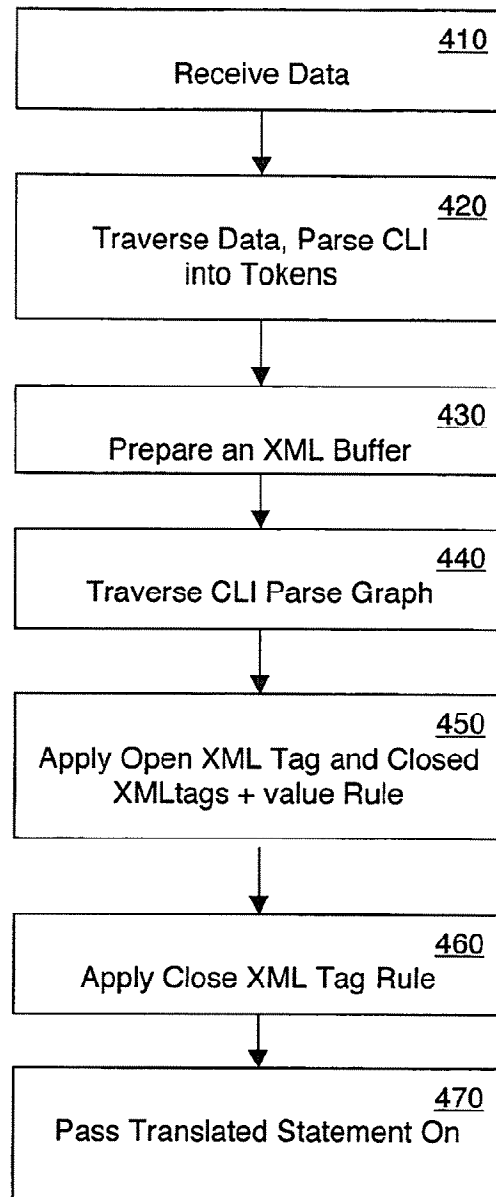 410
Receive Data
420
Traverse Data, Parse CLI
into Tokens
430
Prepare an XML Buffer
440
Traverse CLI Parse Graph
450
Apply Open XML Tag and Closed
XMLtags + value Rule
460
Apply Close XML Tag Rule
470
Pass Translated Statement On